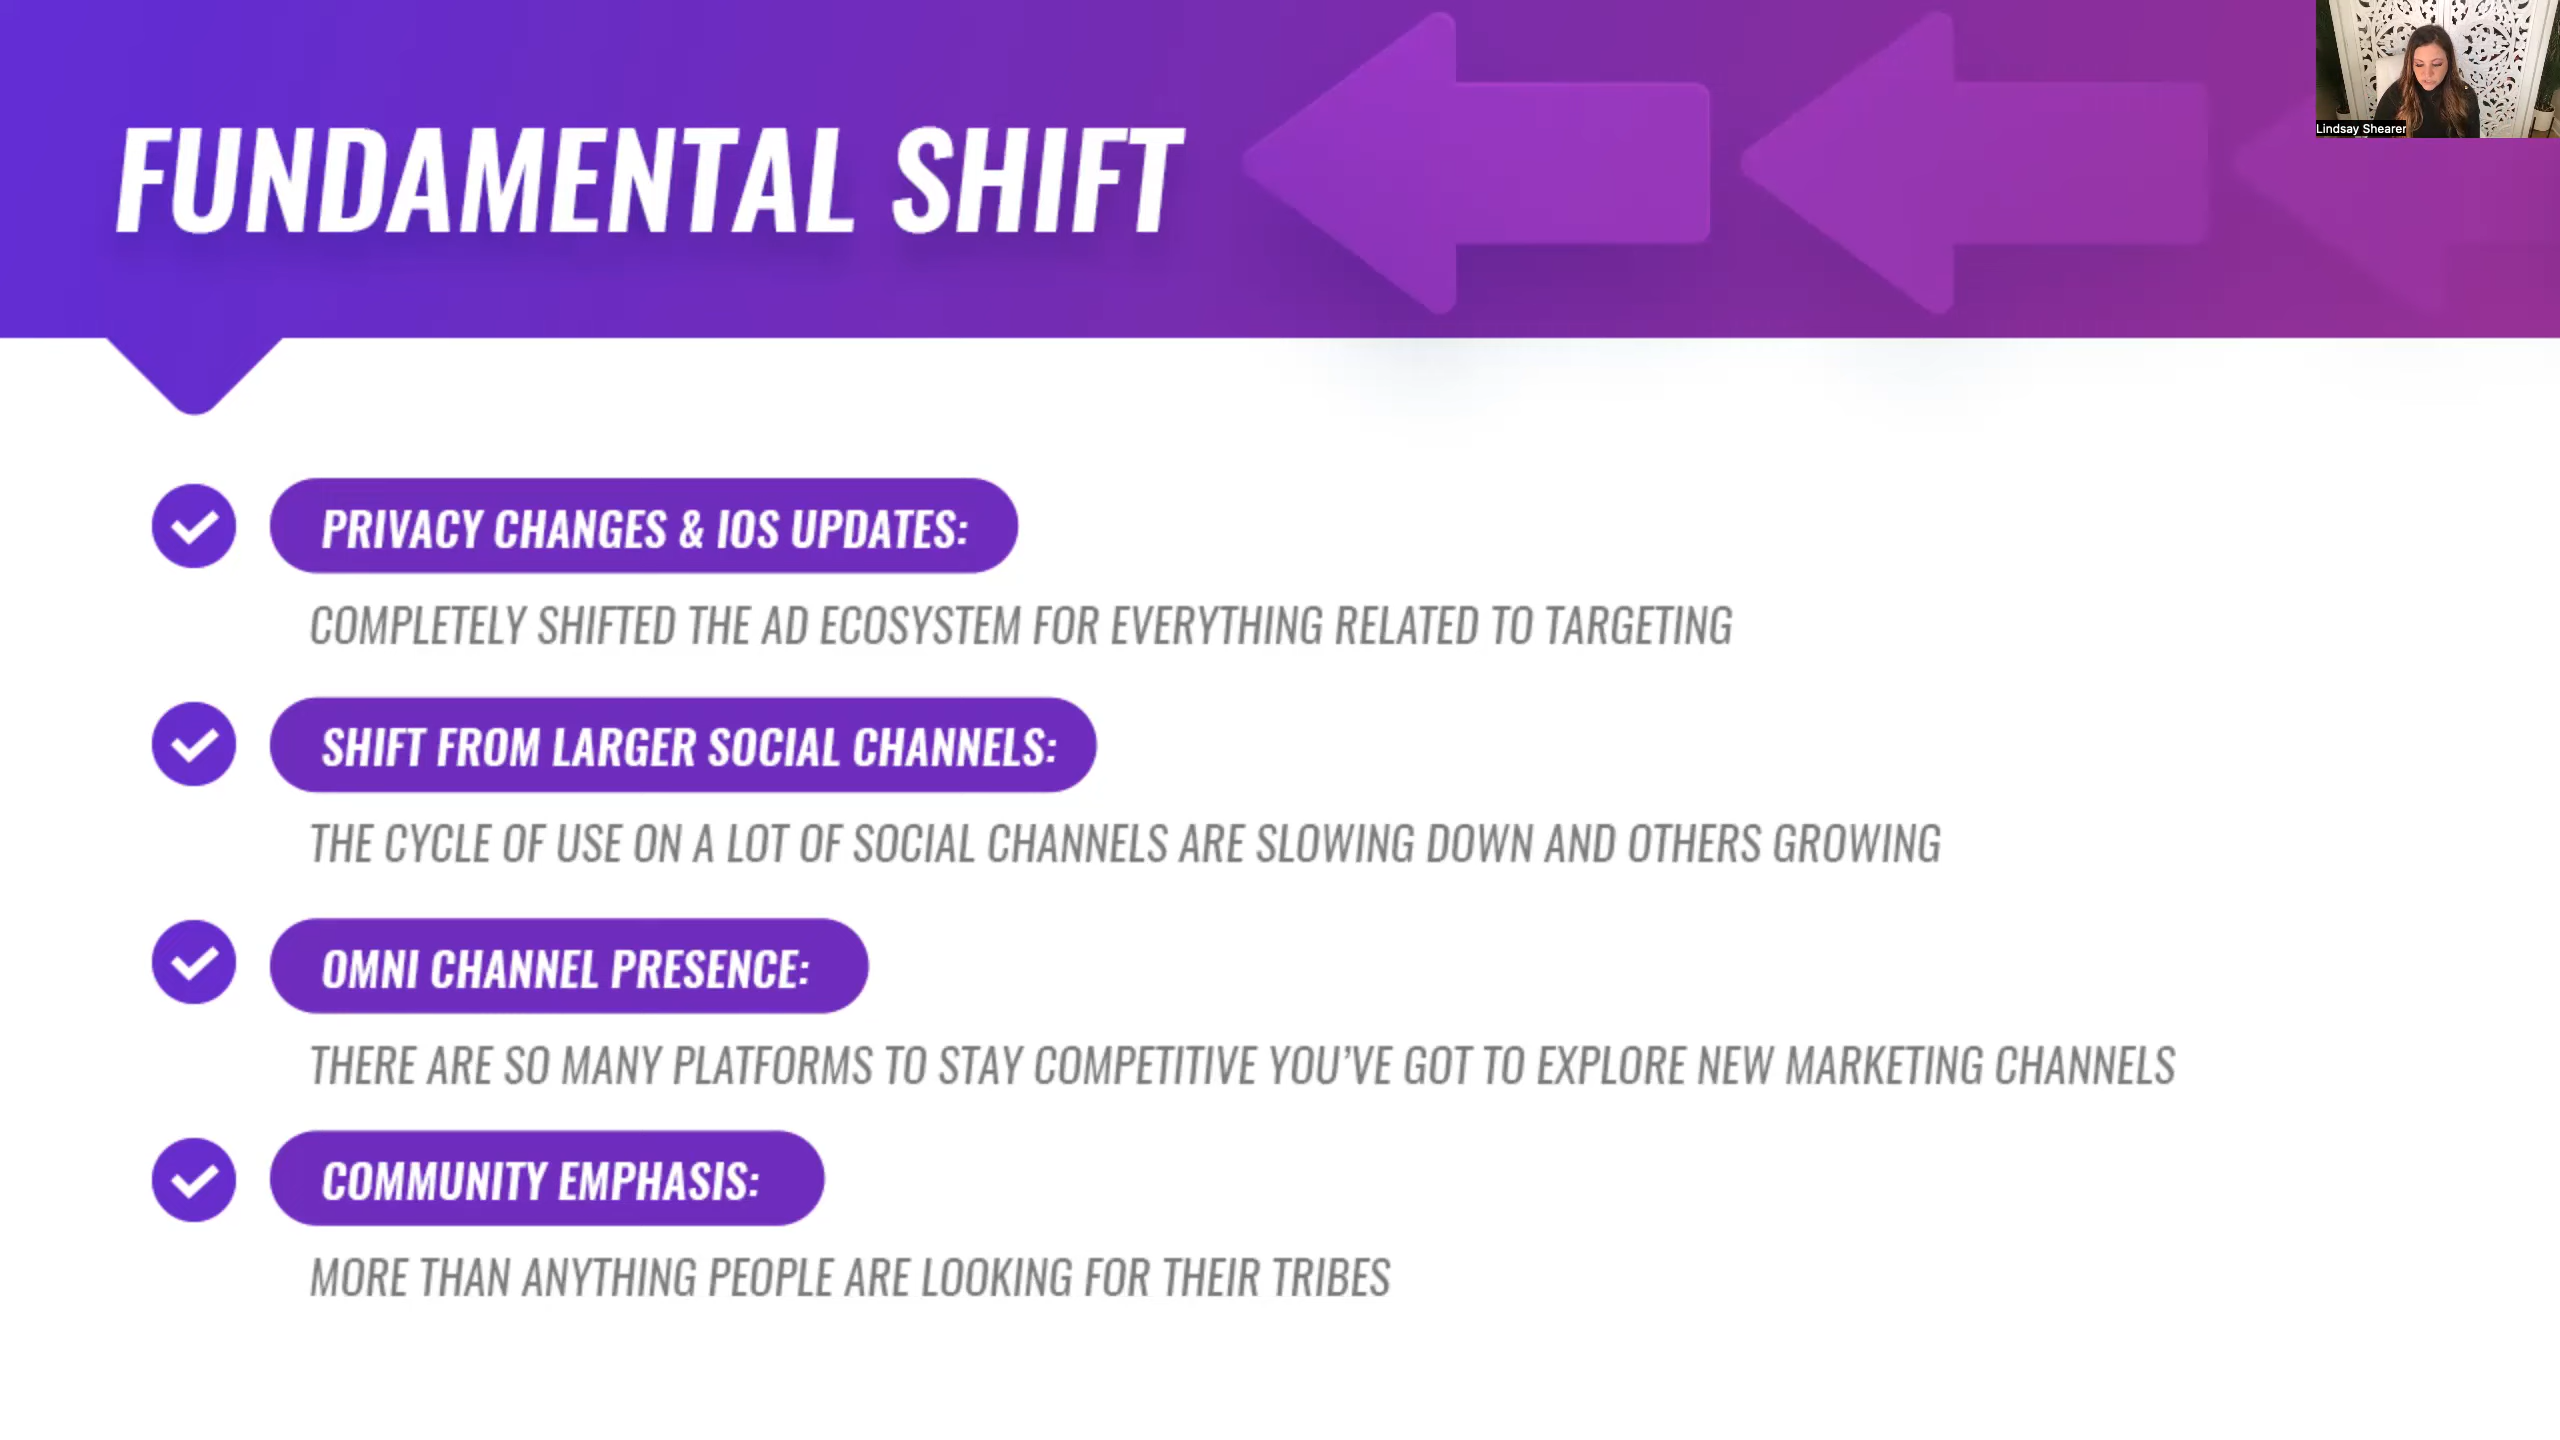 FUNDAMENTAL SHIFT
Lindsay Shearer
PRIVACY CHANGES & IOS UPDATES:
COMPLETELY SHIFTED THE AD ECOSYSTEM FOR EVERYTHING RELATED TO TARGETING
SHIFT FROM LARGER SOCIAL CHANNELS:
THE CYCLE OF USE ON A LOT OF SOCIAL CHANNELS ARE SLOWING DOWN AND OTHERS GROWING
OMNI CHANNEL PRESENCE:
THERE ARE SO MANY PLATFORMS TO STAY COMPETITIVE YOU'VE GOT TO EXPLORE NEW MARKETING CHANNELS
COMMUNITY EMPHASIS:
MORE THAN ANYTHING PEOPLE ARE LOOKING FOR THEIR TRIBES